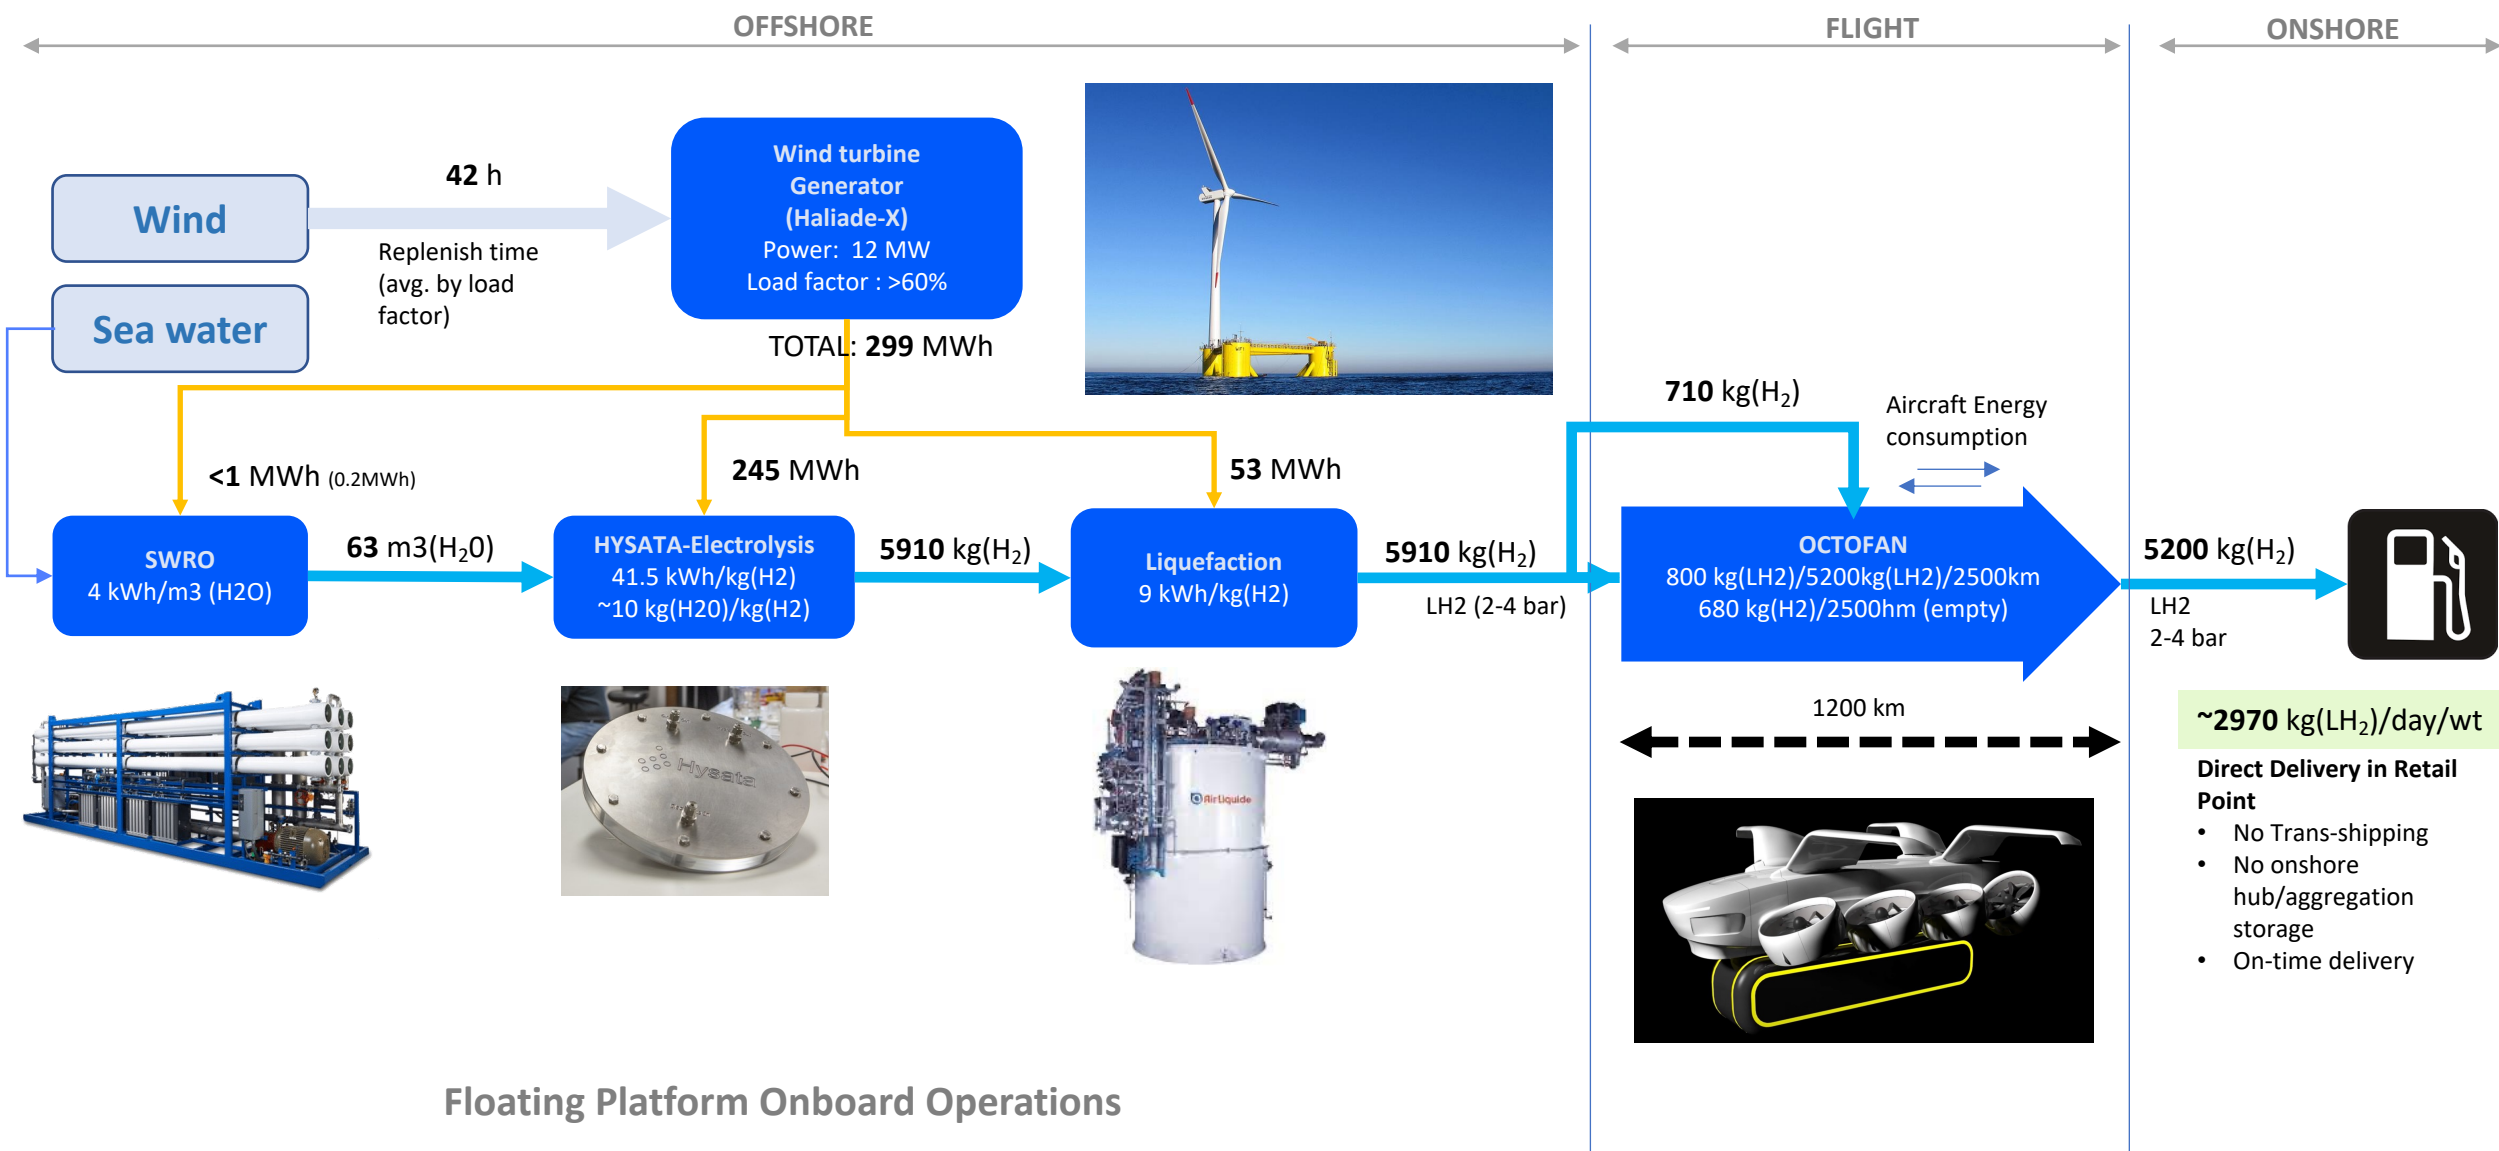 OFFSHORE
FLIGHT
ONSHORE
Wind
Sea water
42 h
Replenish time
(avg. by load
factor)
Wind turbine
Generator
(Haliade-X)
Power:  12 MW
Load factor : >60%
TOTAL: 299 MWh
<1 MWh (0.2MWh)
245 MWh
53 MWh
710 kg(H₂)
Aircraft Energy
consumption
SWRO
4 kWh/m3 (H2O)
63 m3(H₂0)
HYSATA-Electrolysis
41.5 kWh/kg(H2)
~10 kg(H20)/kg(H2)
5910 kg(H₂)
Liquefaction
9 kWh/kg(H2)
5910 kg(H₂)
LH2 (2-4 bar)
OCTOFAN
800 kg(LH2)/5200kg(LH2)/2500km
680 kg(H2)/2500hm (empty)
5200 kg(H₂)
LH2
2-4 bar
1200 km
~2970 kg(LH₂)/day/wt
Direct Delivery in Retail
Point
• No Trans-shipping
• No onshore
hub/aggregation
storage
• On-time delivery
Hysata
Air Liquide
Floating Platform Onboard Operations